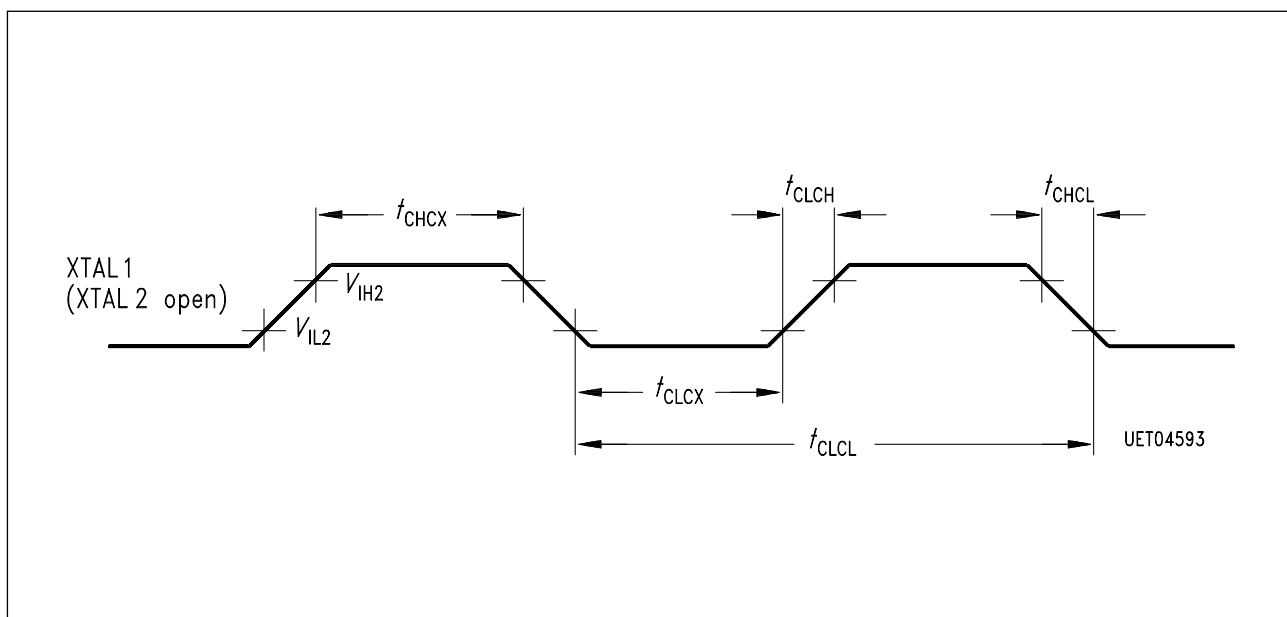 tCLCH
tCHCL
tCHCX
XTAL 1
(XTAL 2 open)
VIH2
VIL2
tCLCX
tCLCL
UET04593